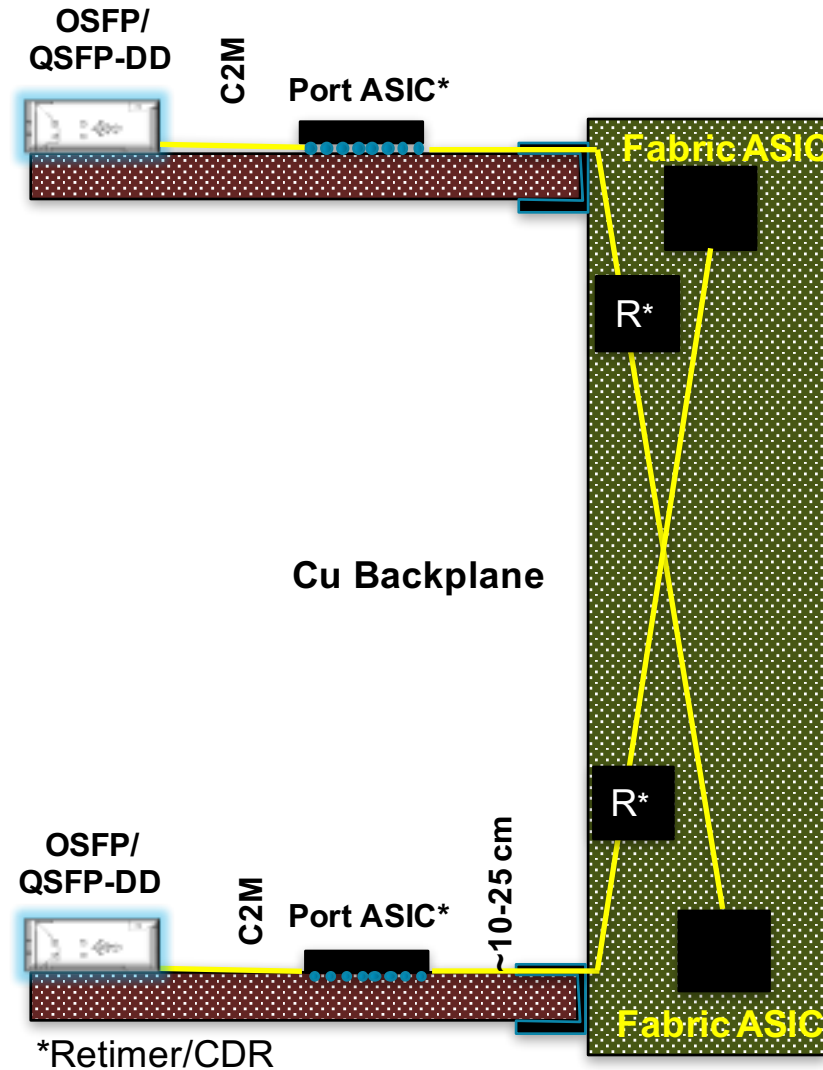 OSFP/
QSFP-DD
C2M
Port ASIC*
Fabric ASIC
R*
Cu Backplane
R*
OSFP/
QSFP-DD
C2M
Port ASIC*
~10-25 cm
Fabric ASIC
*Retimer/CDR